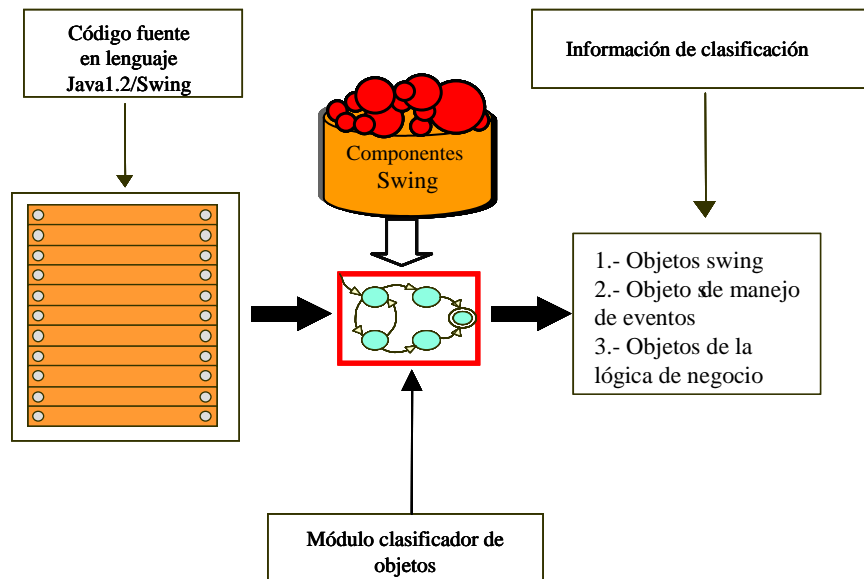 Código fuente
en lenguaje
Java1.2/Swing
Información de clasificación
Componentes
Swing
1.- Objetos swing
2.- Objeto sde manejo
de eventos
3.- Objetos de la
lógica de negocio
Módulo clasificador de
objetos